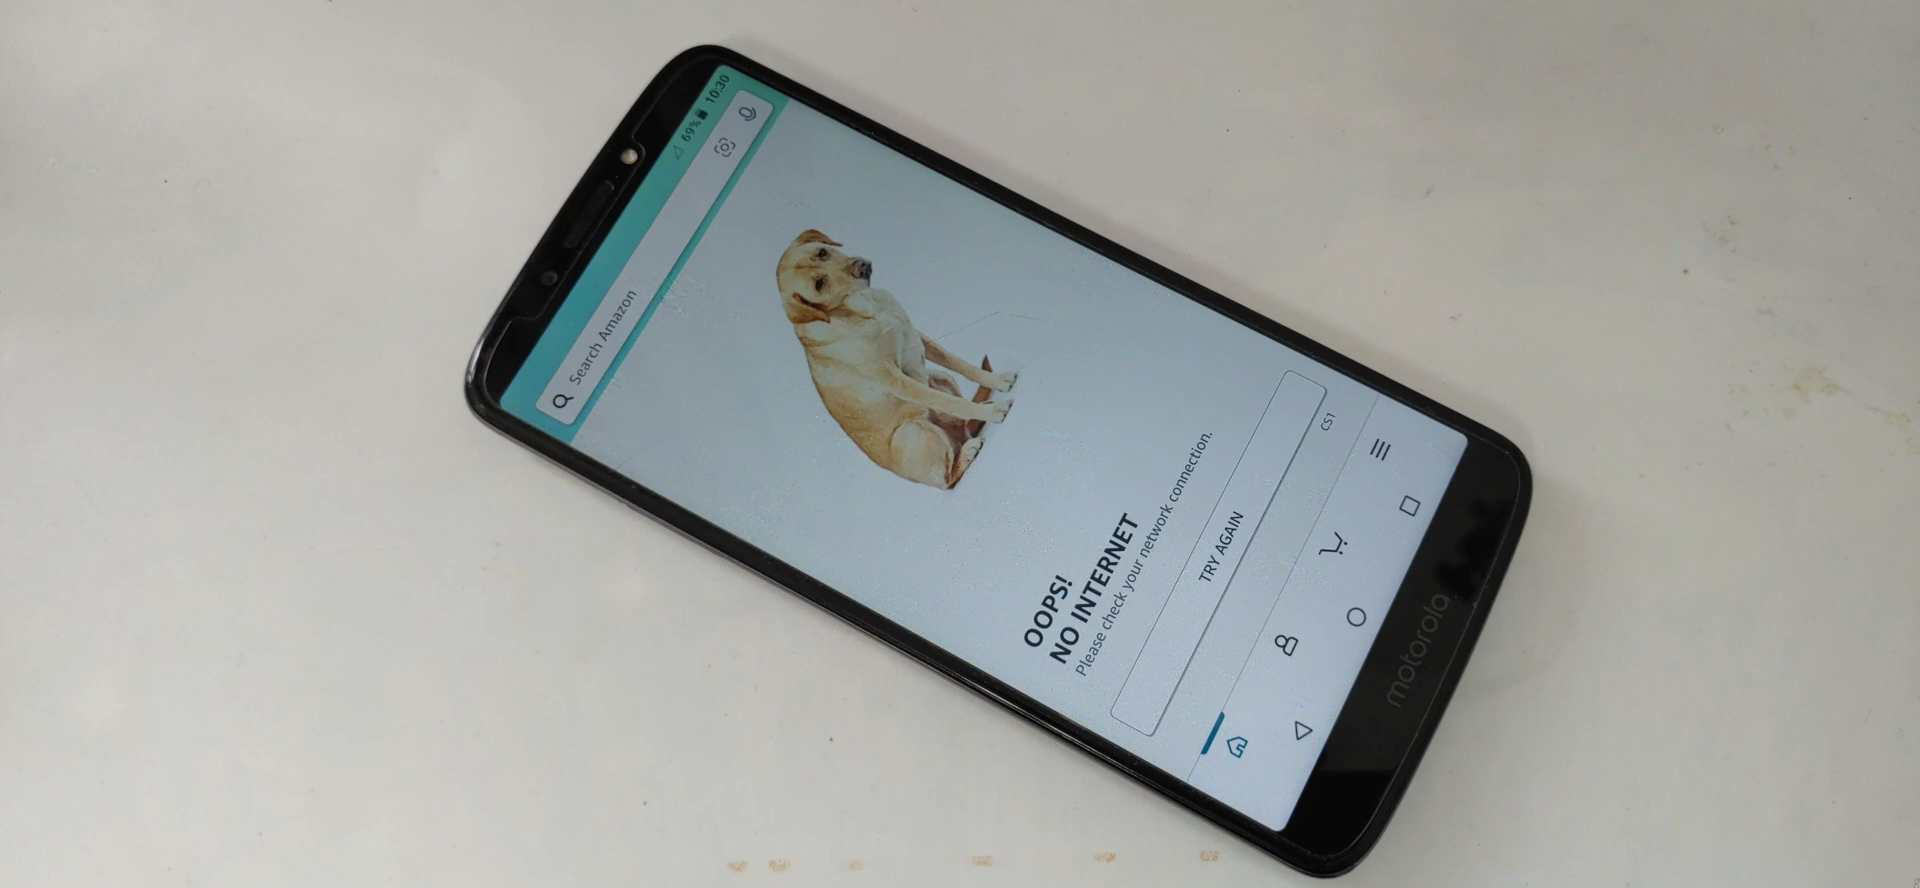 69% 10:30
Search Amazon
OOPS!
NO INTERNET
Please check your network connection.
TRY AGAIN
CS1
motorola